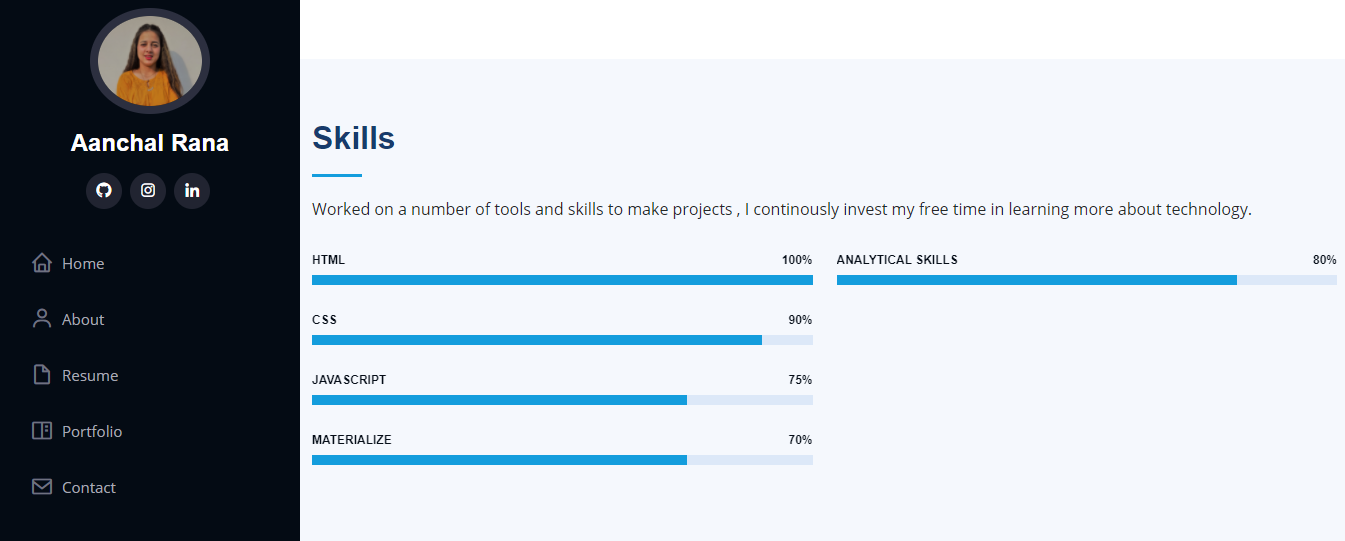 Aanchal Rana
Home
About
Resume
Portfolio
Contact
Skills
Worked on a number of tools and skills to make projects , I continously invest my free time in learning more about technology.
HTML 100%
CSS 90%
JAVASCRIPT 75%
MATERIALIZE 70%
ANALYTICAL SKILLS 80%